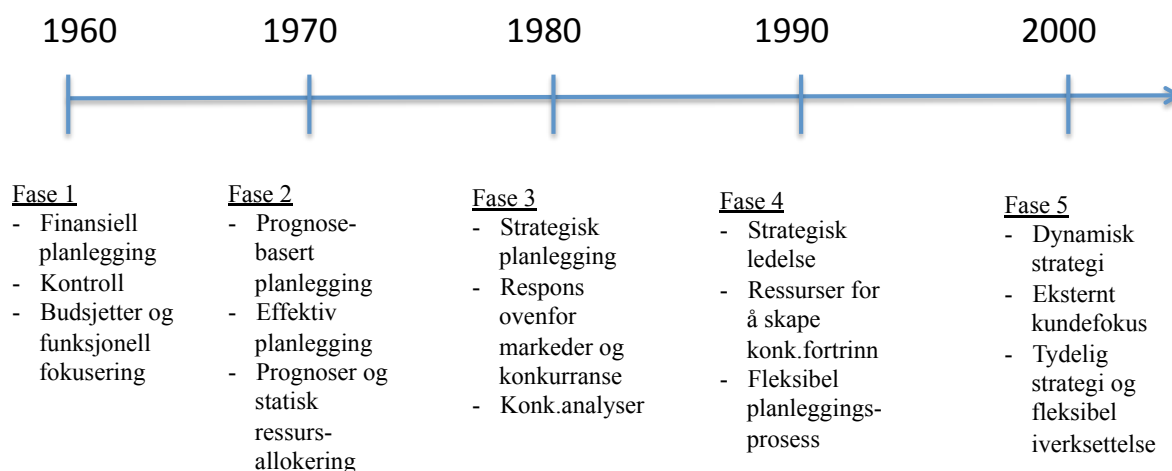 1960
1970
1980
1990
2000
Fase 1
- Finansiell
planlegging
- Kontroll
- Budsjetter og
funksjonell
fokusering
Fase 2
- Prognose-
basert
planlegging
- Effektiv
planlegging
- Prognoser og
statisk
ressurs-
allokering
Fase 3
- Strategisk
planlegging
- Respons
ovenfor
markeder og
konkurranse
- Konk.analyser
Fase 4
- Strategisk
ledelse
- Ressurser for
å skape
konk.fortrinn
- Fleksibel
planleggings-
prosess
Fase 5
- Dynamisk
strategi
- Eksternt
kundefokus
- Tydelig
strategi og
fleksibel
iverksettelse